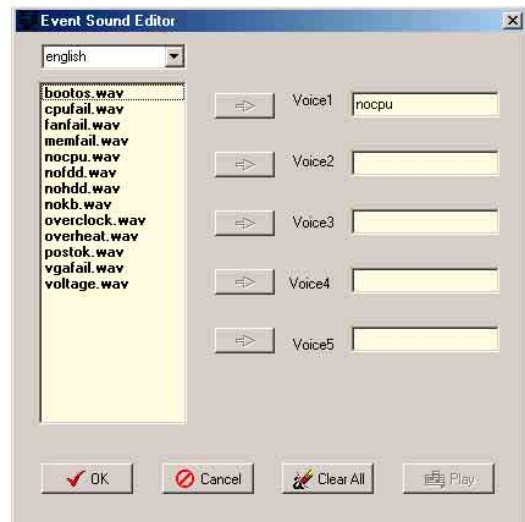 Event Sound Editor
english
bootos.wav
cpufail.wav
fanfail.wav
memfail.wav
nocpu.wav
nofdd.wav
nohdd.wav
nokb.wav
overclock.wav
overheat.wav
postok.wav
vgafail.wav
voltage.wav
Voice1
nocpu
Voice2
Voice3
Voice4
Voice5
OK
Cancel
Clear All
Play